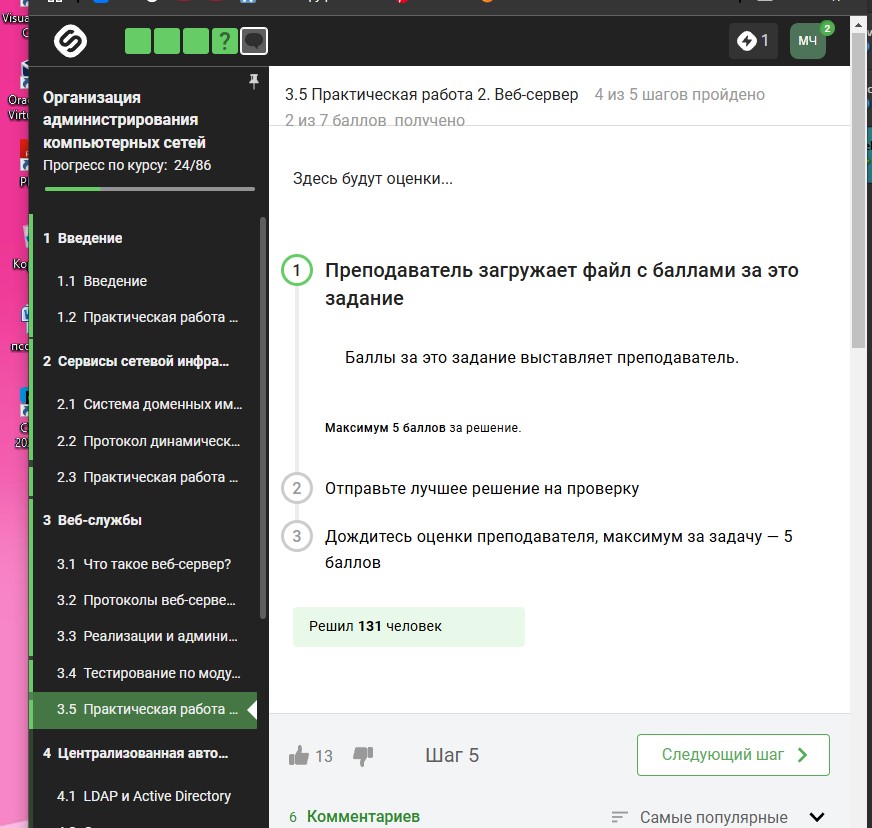 Visua
Ora
Virtu
P
Ко
псс
C
20
?
1
МЧ
2
Организация
администрирования
компьютерных сетей
Прогресс по курсу: 24/86
1 Введение
1.1 Введение
1.2 Практическая работа ...
2 Сервисы сетевой инфра...
2.1 Система доменных им...
2.2 Протокол динамическ...
2.3 Практическая работа ...
3 Веб-службы
3.1 Что такое веб-сервер?
3.2 Протоколы веб-серве...
3.3 Реализации и админи...
3.4 Тестирование по моду...
3.5 Практическая работа ...
4 Централизованная авто...
4.1 LDAP и Active Directory
3.5 Практическая работа 2. Веб-сервер 4 из 5 шагов пройдено
2 из 7 баллов получено
Здесь будут оценки...
1 Преподаватель загружает файл с баллами за это
задание
Баллы за это задание выставляет преподаватель.
Максимум 5 баллов за решение.
2 Отправьте лучшее решение на проверку
3 Дождитесь оценки преподавателя, максимум за задачу — 5
баллов
Решил 131 человек
13 Шаг 5 Следующий шаг
6 Комментариев Самые популярные